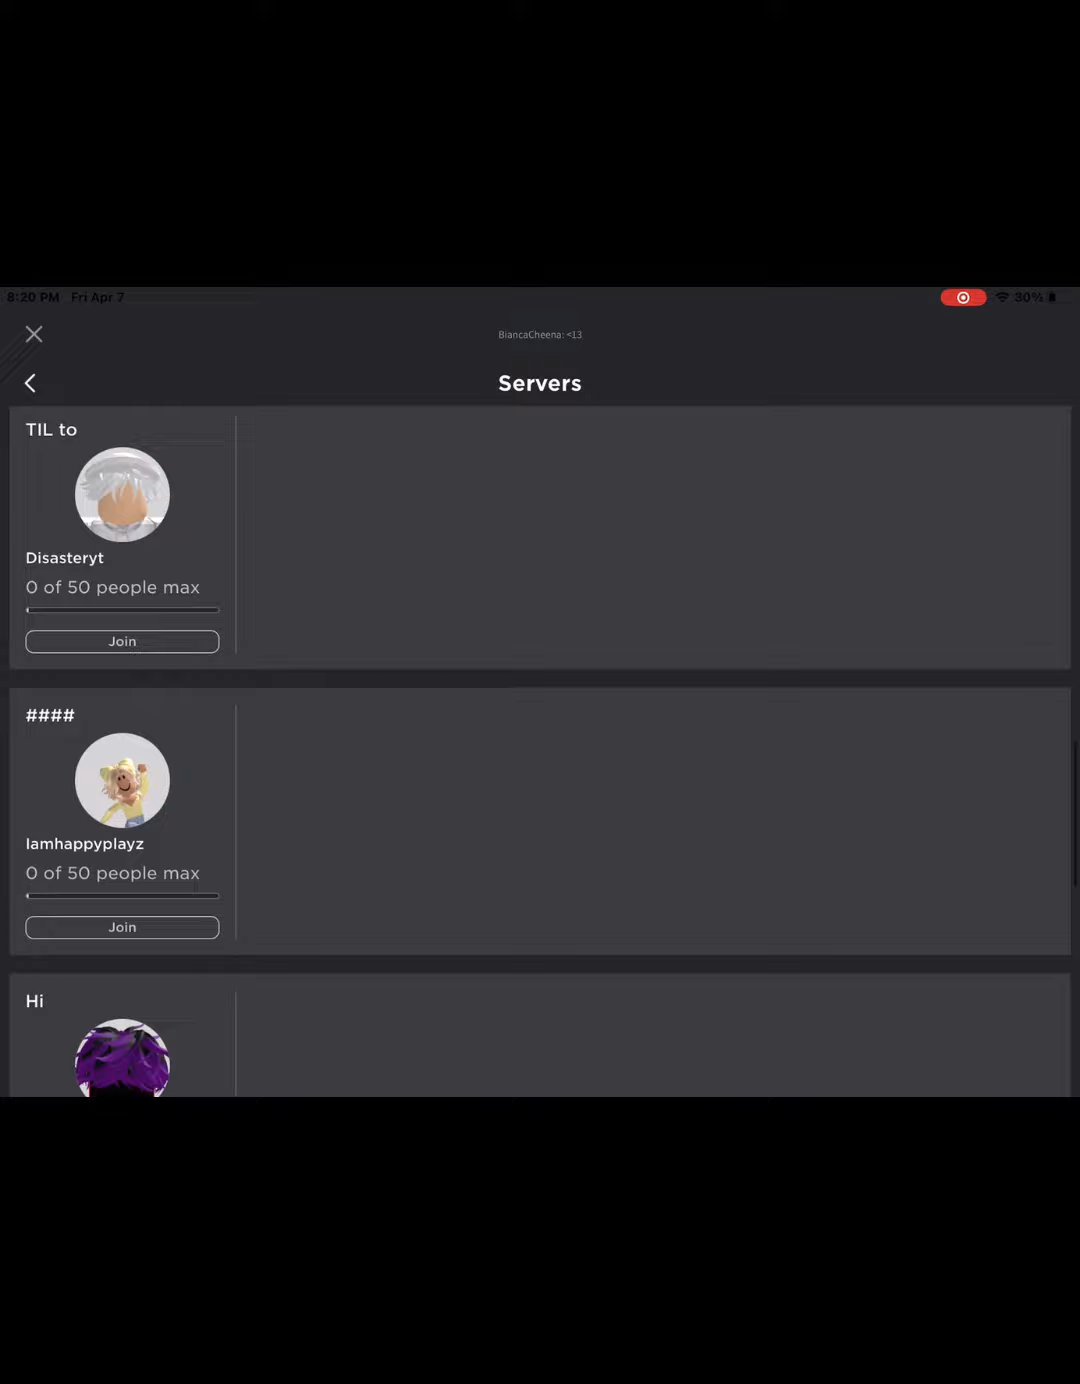 8:20 PM Fri Apr 7
30%
BiancaCheena: <13
Servers
TIL to
Disasteryt
0 of 50 people max
Join
####
Iamhappyplayz
0 of 50 people max
Join
Hi